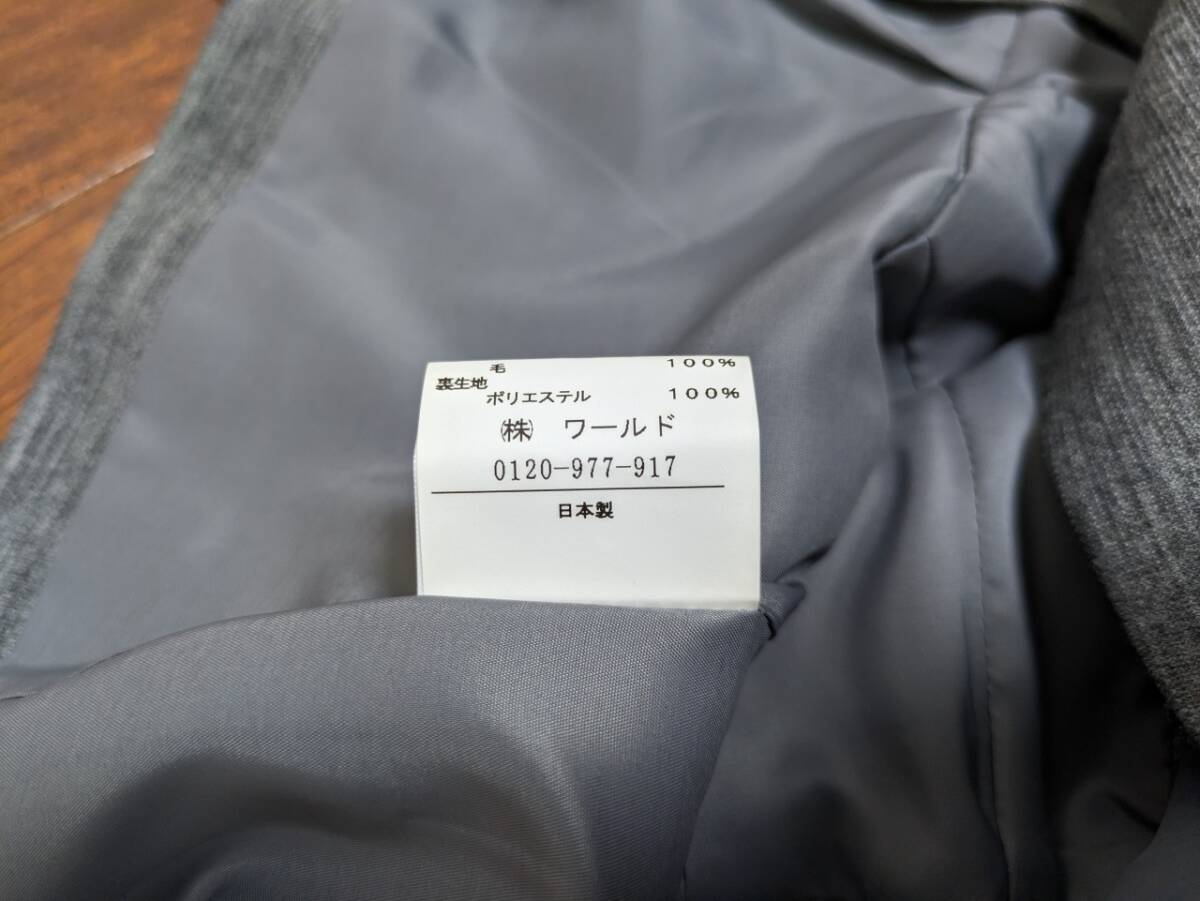 毛 100%
裏生地
ポリエステル 100%
㈱ ワールド
0120-977-917
日本製